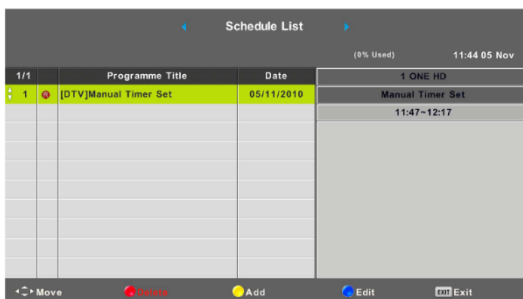 Schedule List
(0% Used) 11:44 05 Nov
1/1 Programme Title Date 1 ONE HD
1 [DTV]Manual Timer Set 05/11/2010 Manual Timer Set
11:47~12:17
Move Delete Add Edit EXIT Exit